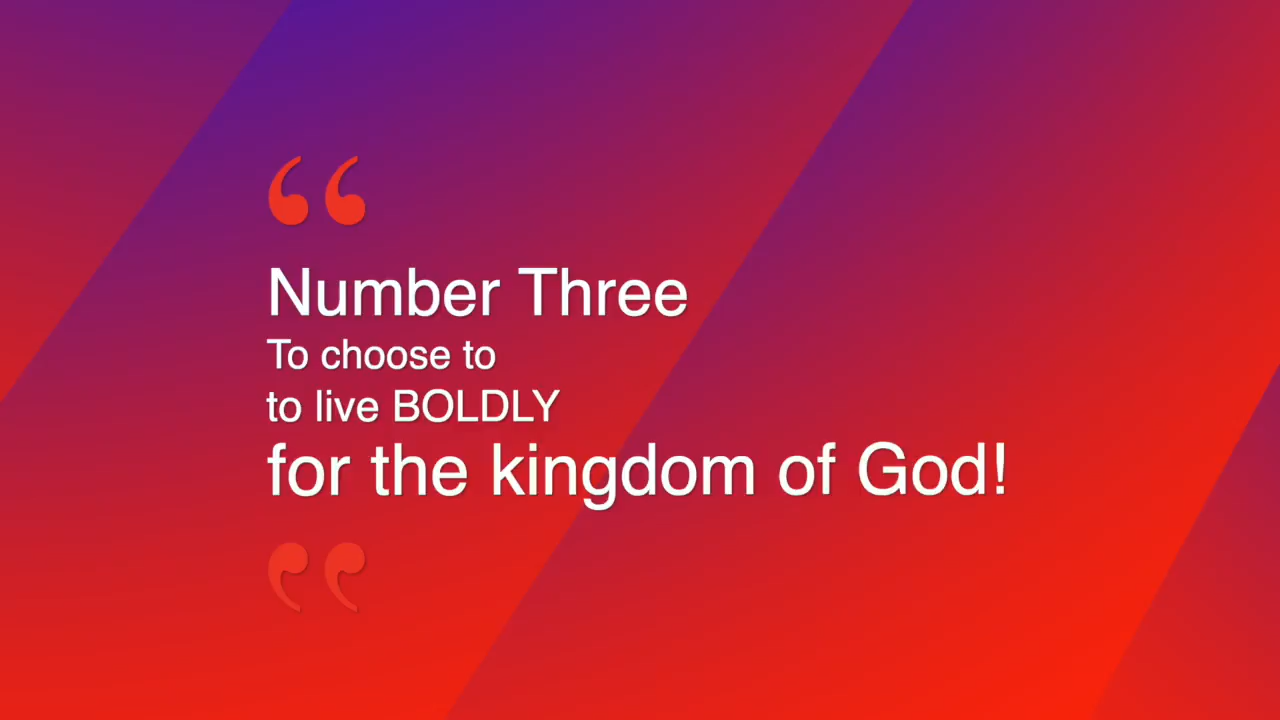 “
Number Three
To choose to
to live BOLDLY
for the kingdom of God!
”